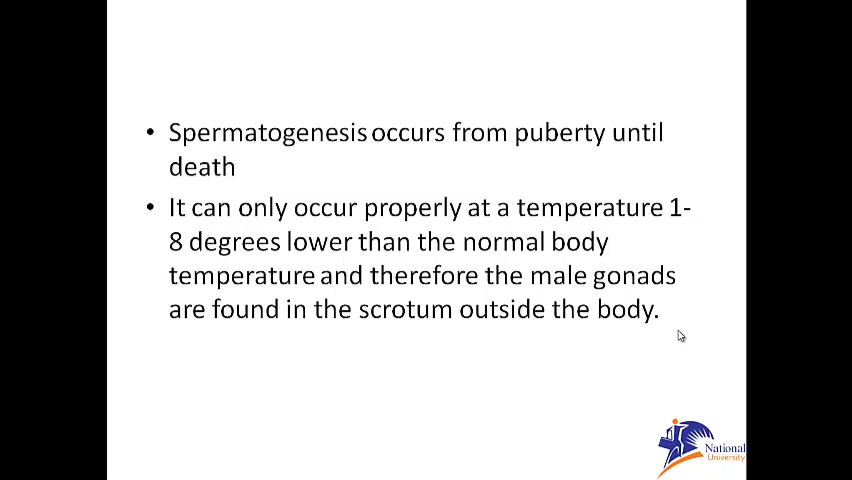 • Spermatogenesis occurs from puberty until
death
• It can only occur properly at a temperature 1-
8 degrees lower than the normal body
temperature and therefore the male gonads
are found in the scrotum outside the body.
National
University